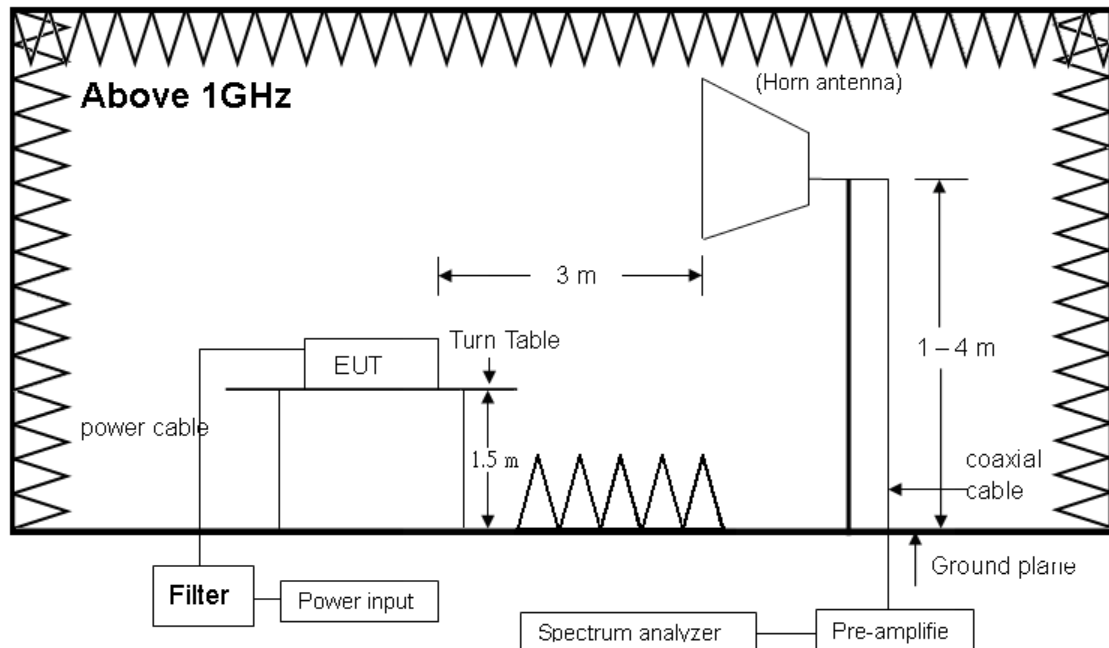 Above 1GHz
(Horn antenna)
3 m
Turn Table
EUT
1 – 4 m
power cable
1.5 m
coaxial
cable
Ground plane
Filter
Power input
Spectrum analyzer
Pre-amplifie